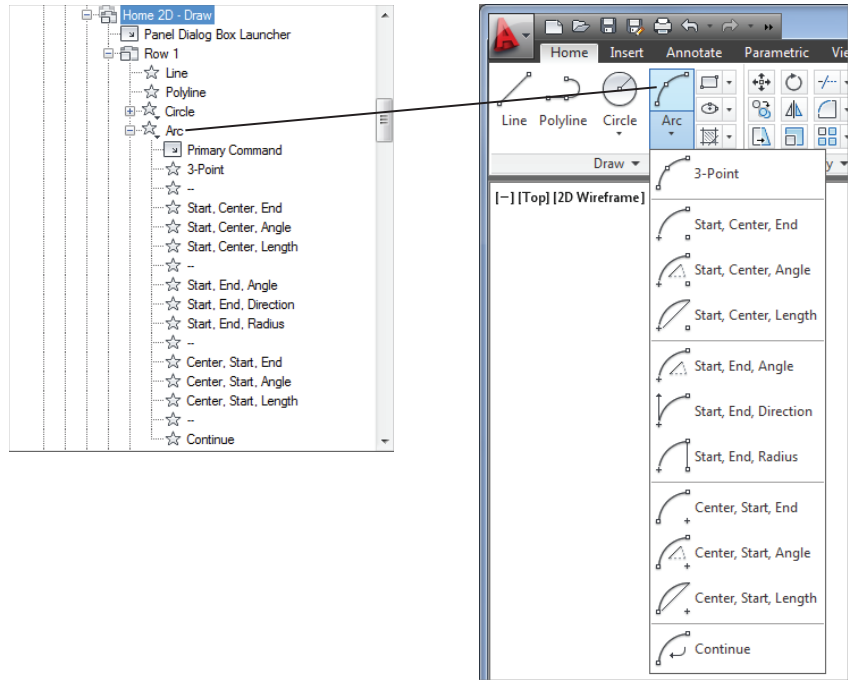 Home 2D - Draw
Panel Dialog Box Launcher
Row 1
Line
Polyline
Circle
Arc
Primary Command
3-Point
--
Start, Center, End
Start, Center, Angle
Start, Center, Length
--
Start, End, Angle
Start, End, Direction
Start, End, Radius
--
Center, Start, End
Center, Start, Angle
Center, Start, Length
--
Continue
Home Insert Annotate Parametric Vie
Line Polyline Circle Arc
Draw y
[−] [Top] [2D Wireframe]
3-Point
Start, Center, End
Start, Center, Angle
Start, Center, Length
Start, End, Angle
Start, End, Direction
Start, End, Radius
Center, Start, End
Center, Start, Angle
Center, Start, Length
Continue